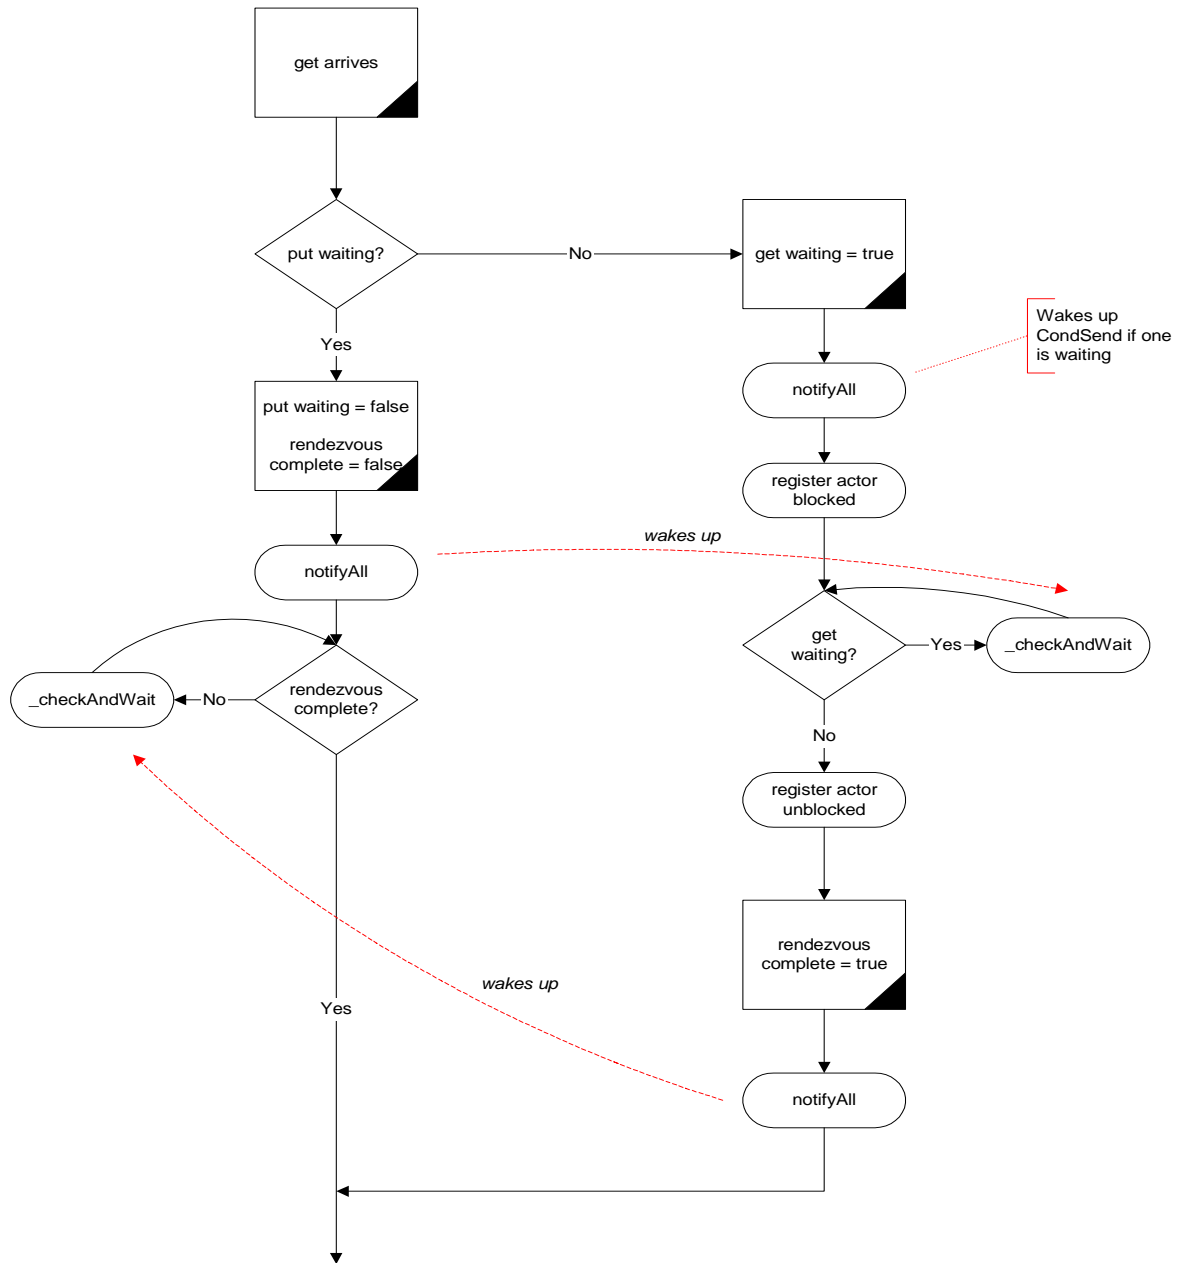 get arrives
put waiting?
No
get waiting = true
Wakes up
CondSend if one
is waiting
Yes
notifyAll
put waiting = false
rendezvous
complete = false
register actor
blocked
wakes up
notifyAll
get
waiting?
Yes
_checkAndWait
rendezvous
complete?
No
_checkAndWait
No
register actor
unblocked
rendezvous
complete = true
wakes up
Yes
notifyAll